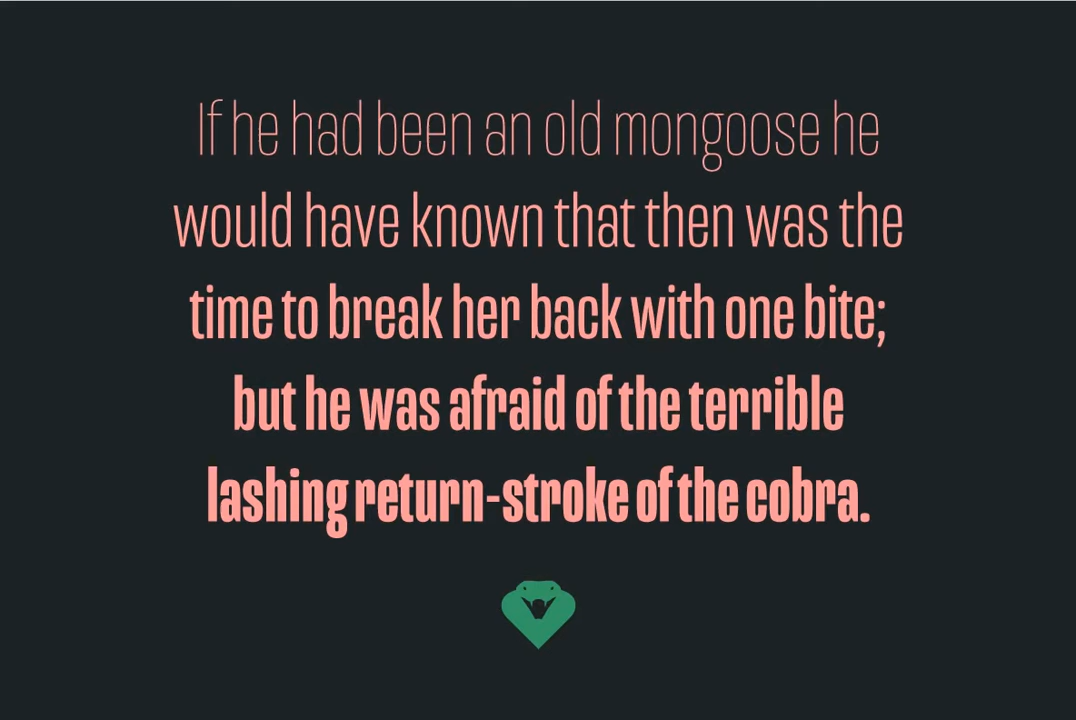 If he had been an old mongoose he
would have known that then was the
time to break her back with one bite;
but he was afraid of the terrible
lashing return-stroke of the cobra.